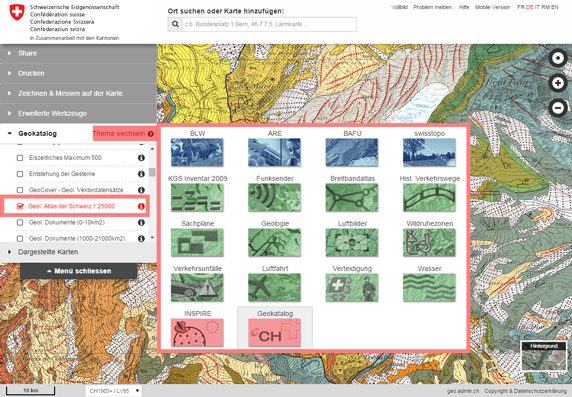 Schweizerische Eidgenossenschaft
Confédération suisse
Confederazione Svizzera
Confederaziun svizra
In Zusammenarbeit mit den Kantonen
Ort suchen oder Karte hinzufügen:
z.B. Bundesplatz 1 Bern, 46.7 7.5, Lärmkarte ..
Vollbild Problem melden Hilfe Mobile Version FR DE IT RM EN
Share
Drucken
Zeichnen & Messen auf der Karte
Erweiterte Werkzeuge
Geokatalog Thema wechseln
Eiszeitliches Maximum 500
Entstehung der Gesteine
GeoCover - Geol. Vektordatensätze
Geol. Atlas der Schweiz 1:25000
Geol. Dokumente (0-10km2)
Geol. Dokumente (1000-21000km2)
Dargestellte Karten
Menü schliessen
BLW ARE BAFU swisstopo
KGS Inventar 2009 Funksender Breitbandatlas Hist. Verkehrswege
Sachpläne Geologie Luftbilder Wildruhezonen
Verkehrsunfälle Luftfahrt Verteidigung Wasser
INSPIRE Geokatalog
eCH
Hintergrund
10 km
CH1903+ / LV95
geo.admin.ch Copyright & Datenschutzerklärung